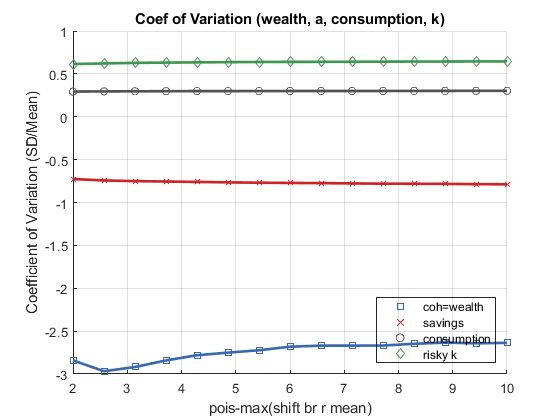 Coef of Variation (wealth, a, consumption, k)
Coefficient of Variation (SD/Mean)
1
0.5
0
-0.5
-1
-1.5
-2
-2.5
-3
coh=wealth
savings
consumption
risky k
2 3 4 5 6 7 8 9 10
pois-max(shift br r mean)